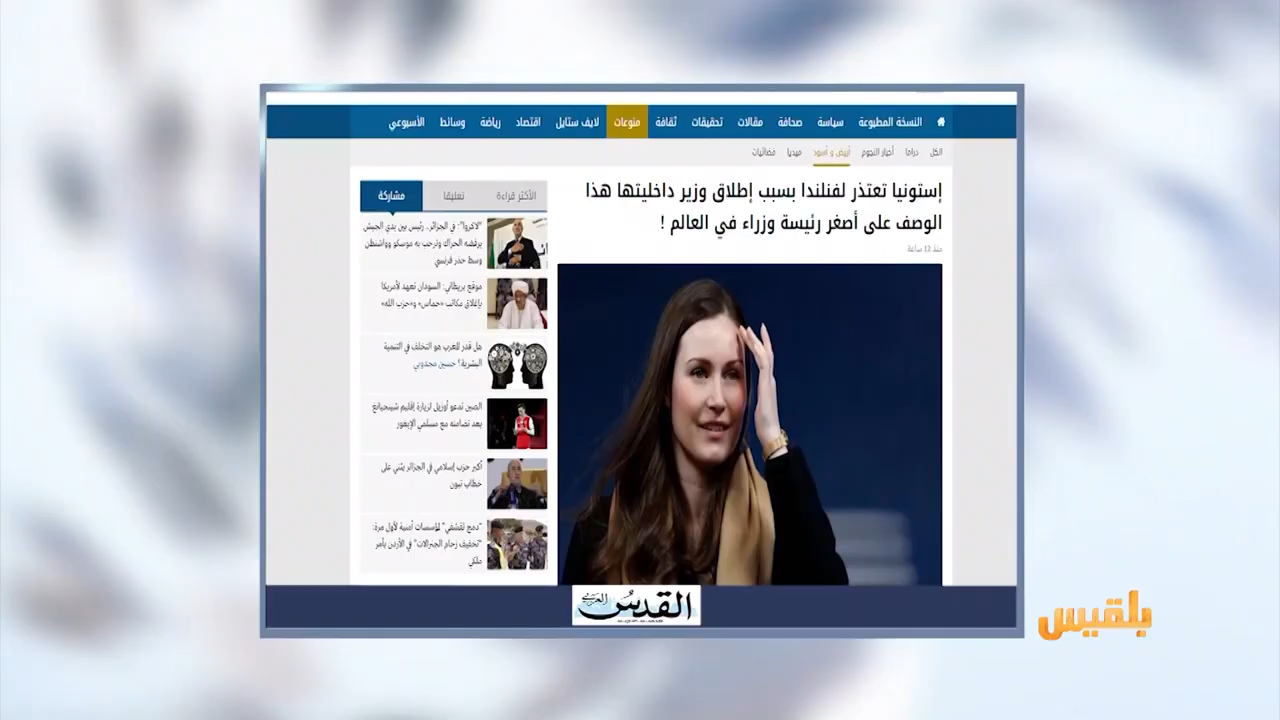 النسخة المطبوعة سياسة صحافة مقالات تحقيقات ثقافة منوعات لايف ستايل اقتصاد رياضة وسائط الأسبوعي
الكل دراما أخبار النجوم أبيض و أسود ميديا فضائيات
إستونيا تعتذر لفنلندا بسبب إطلاق وزير داخليتها هذا
الوصف على أصغر رئيسة وزراء في العالم !
منذ 12 ساعة
الأكثر قراءة تعليقا مشاركة
"لاكروا": في الجزائر.. رئيس بين يدي الجيش
يرفضه الحراك وترحب به موسكو وواشنطن
وسط حذر فرنسي
موقع بريطاني: السودان تعهد لأمريكا
بإغلاق مكاتب «حماس» و«حزب الله»
هل قدر للعرب هو التخلف في التنمية
البشرية؟ حسين مجدوبي
الصين تدعو أوزيل لزيارة إقليم شينجيانغ
بعد تضامنه مع مسلمي الإيغور
أكبر حزب إسلامي في الجزائر يثني على
خطاب تبون
"دمج تقشفي" لمؤسسات أمنية لأول مرة:
"تخفيف زحام الجنرالات" في الأردن بأمر
ملكي
القدس العربي
بلقيس